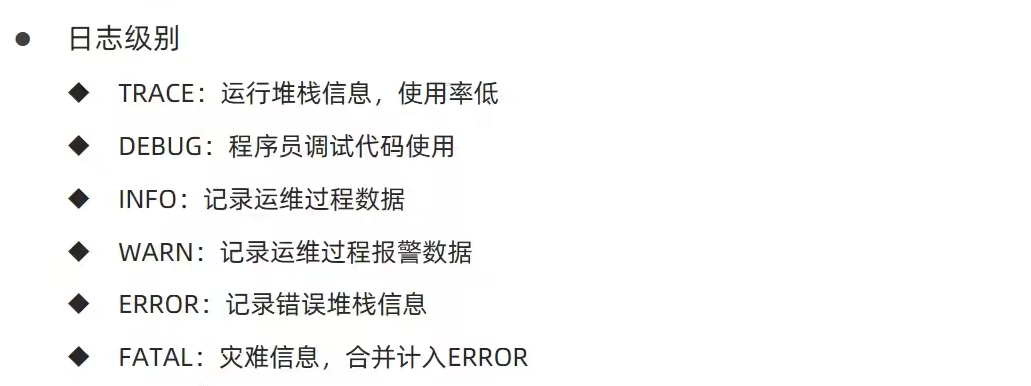 ● 日志级别
◆ TRACE：运行堆栈信息，使用率低
◆ DEBUG：程序员调试代码使用
◆ INFO：记录运维过程数据
◆ WARN：记录运维过程报警数据
◆ ERROR：记录错误堆栈信息
◆ FATAL：灾难信息，合并计入ERROR